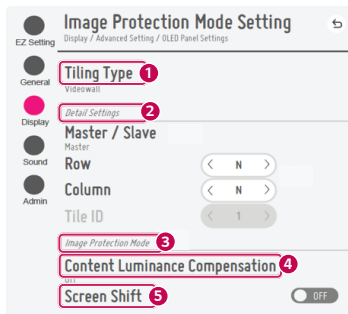 Image Protection Mode Setting
Display / Advanced Setting / OLED Panel Settings
EZ Setting
General
Display
Sound
Admin
Tiling Type 1
Videowall
Detail Settings 2
Master / Slave
Master
Row < N >
Column < N >
Tile ID < 1 >
Image Protection Mode 3
Content Luminance Compensation 4
Off
Screen Shift 5
OFF